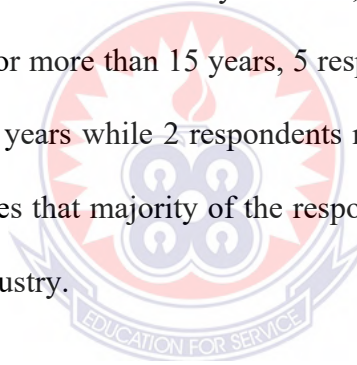 or more than 15 years, 5 resp
years while 2 respondents
es that majority of the respo
ustry.
EDUCATION FOR SERVICE